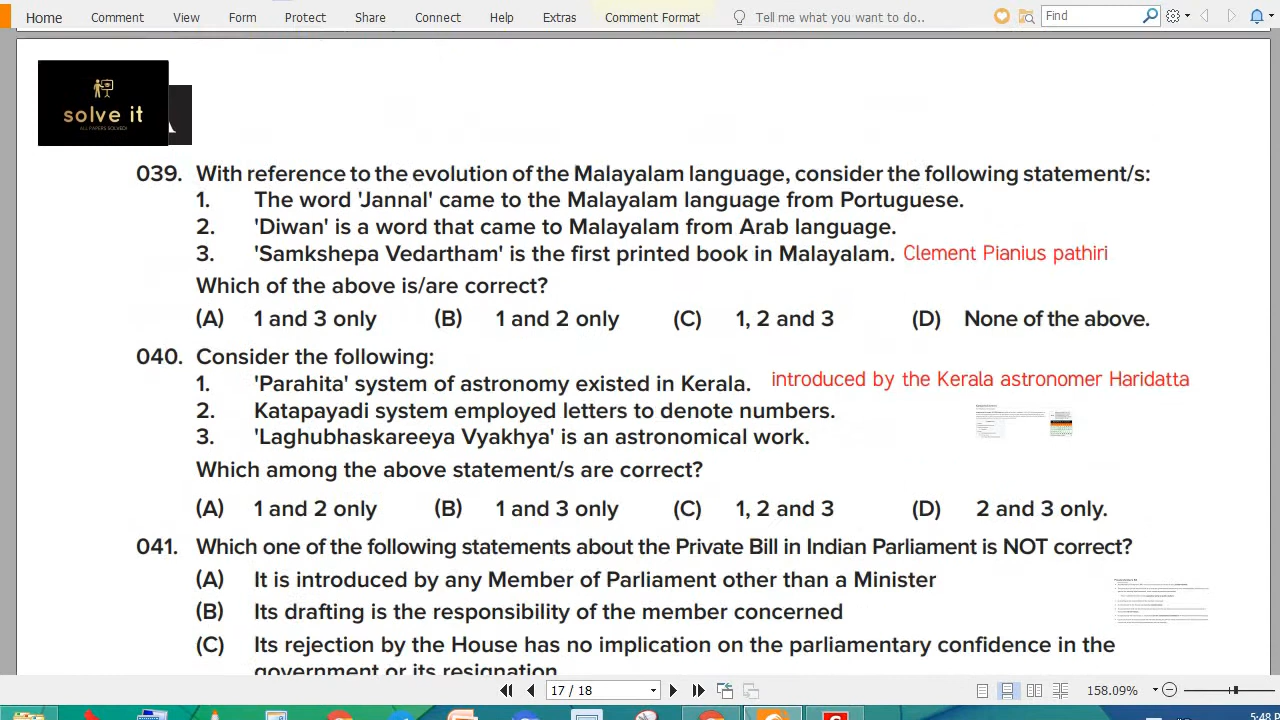 Home Comment View Form Protect Share Connect Help Extras Comment Format Tell me what you want to do.. Find
solve it
ALL PAPERS SOLVED!
039. With reference to the evolution of the Malayalam language, consider the following statement/s:
1. The word 'Jannal' came to the Malayalam language from Portuguese.
2. 'Diwan' is a word that came to Malayalam from Arab language.
3. 'Samkshepa Vedartham' is the first printed book in Malayalam. Clement Pianius pathiri
Which of the above is/are correct?
(A) 1 and 3 only (B) 1 and 2 only (C) 1, 2 and 3 (D) None of the above.
040. Consider the following:
1. 'Parahita' system of astronomy existed in Kerala. introduced by the Kerala astronomer Haridatta
2. Katapayadi system employed letters to denote numbers.
3. 'Laghubhaskareeya Vyakhya' is an astronomical work.
Which among the above statement/s are correct?
(A) 1 and 2 only (B) 1 and 3 only (C) 1, 2 and 3 (D) 2 and 3 only.
041. Which one of the following statements about the Private Bill in Indian Parliament is NOT correct?
(A) It is introduced by any Member of Parliament other than a Minister
(B) Its drafting is the responsibility of the member concerned
(C) Its rejection by the House has no implication on the parliamentary confidence in the
government or its resignation
17 / 18 158.09%